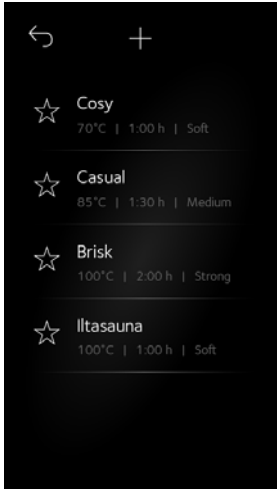 Cosy
70°C | 1:00 h | Soft
Casual
85°C | 1:30 h | Medium
Brisk
100°C | 2:00 h | Strong
Iltasauna
100°C | 1:00 h | Soft